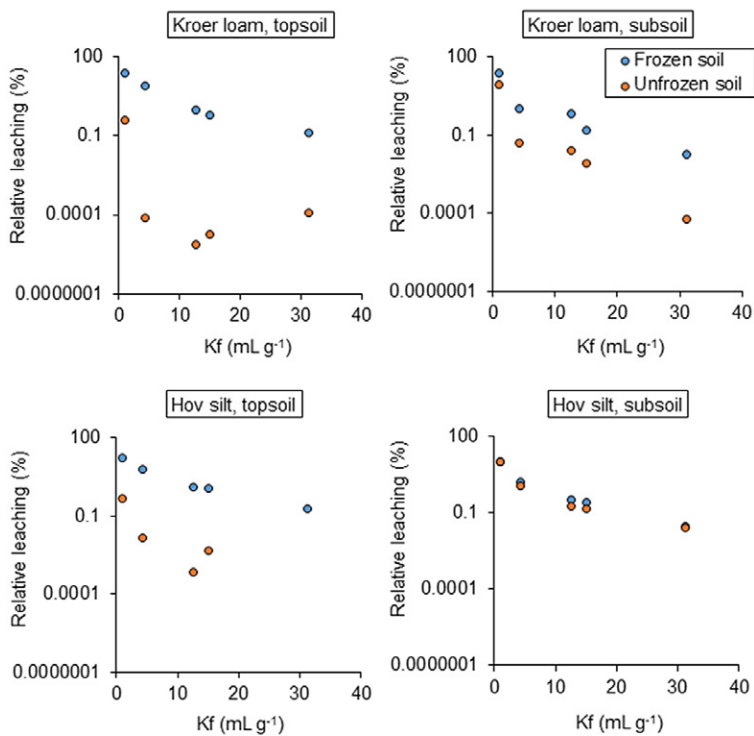 Kroer loam, topsoil
Relative leaching (%)
100
0.1
0.0001
0.0000001
0 10 20 30 40
Kf (mL g⁻¹)
Kroer loam, subsoil
Frozen soil
Unfrozen soil
Relative leaching (%)
100
0.1
0.0001
0.0000001
0 10 20 30 40
Kf (mL g⁻¹)
Hov silt, topsoil
Relative leaching (%)
100
0.1
0.0001
0.0000001
0 10 20 30 40
Kf (mL g⁻¹)
Hov silt, subsoil
Relative leaching (%)
100
0.1
0.0001
0.0000001
0 10 20 30 40
Kf (mL g⁻¹)